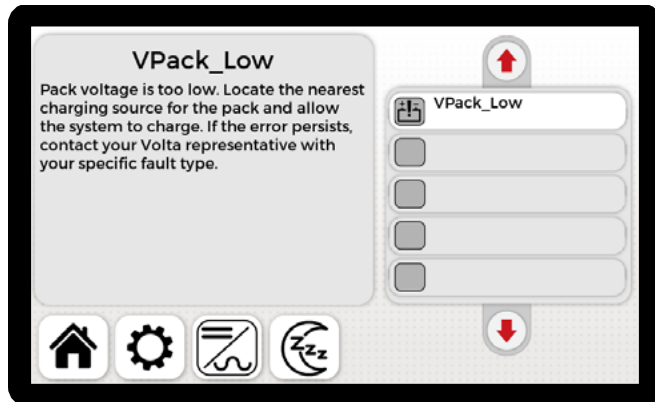 VPack_Low
Pack voltage is too low. Locate the nearest
charging source for the pack and allow
the system to charge. If the error persists,
contact your Volta representative with
your specific fault type.
VPack_Low
zzz